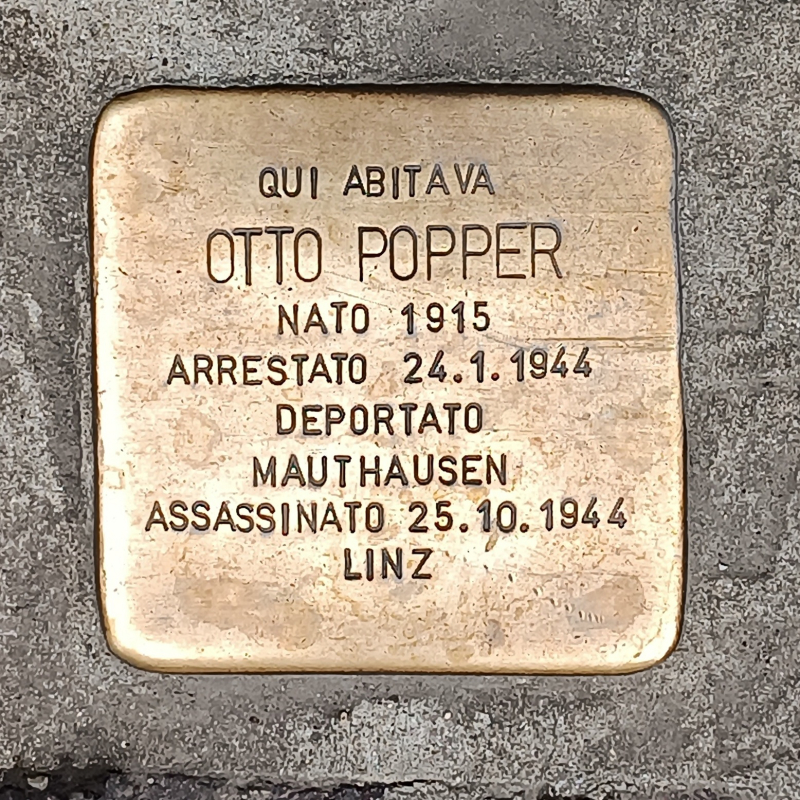 QUI ABITAVA
OTTO POPPER
NATO 1915
ARRESTATO 24.1.1944
DEPORTATO
MAUTHAUSEN
ASSASSINATO 25.10.1944
LINZ